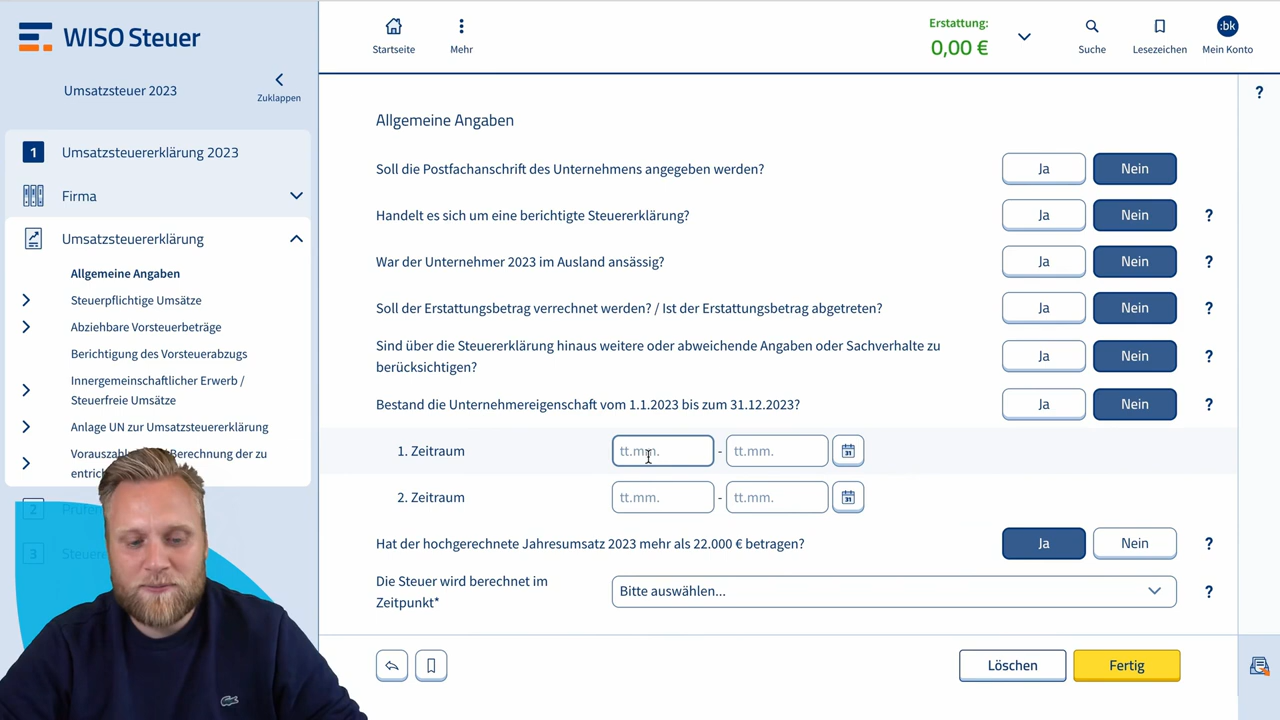 WISO Steuer
Startseite
Mehr
Erstattung:
0,00 €
Suche
Lesezeichen
:bk
Mein Konto
Umsatzsteuer 2023
Zuklappen
1 Umsatzsteuererklärung 2023
Firma
Umsatzsteuererklärung
Allgemeine Angaben
Steuerpflichtige Umsätze
Abziehbare Vorsteuerbeträge
Berichtigung des Vorsteuerabzugs
Innergemeinschaftlicher Erwerb /
Steuerfreie Umsätze
Anlage UN zur Umsatzsteuererklärung
Berechnung der zu
2
3
?
Allgemeine Angaben
Soll die Postfachanschrift des Unternehmens angegeben werden? Ja Nein
Handelt es sich um eine berichtigte Steuererklärung? Ja Nein ?
War der Unternehmer 2023 im Ausland ansässig? Ja Nein ?
Soll der Erstattungsbetrag verrechnet werden? / Ist der Erstattungsbetrag abgetreten? Ja Nein ?
Sind über die Steuererklärung hinaus weitere oder abweichende Angaben oder Sachverhalte zu
berücksichtigen? Ja Nein ?
Bestand die Unternehmereigenschaft vom 1.1.2023 bis zum 31.12.2023? Ja Nein ?
1. Zeitraum tt.mm. - tt.mm. 31
2. Zeitraum tt.mm. - tt.mm. 31
Hat der hochgerechnete Jahresumsatz 2023 mehr als 22.000 € betragen? Ja Nein ?
Die Steuer wird berechnet im
Zeitpunkt* Bitte auswählen... ?
Löschen
Fertig